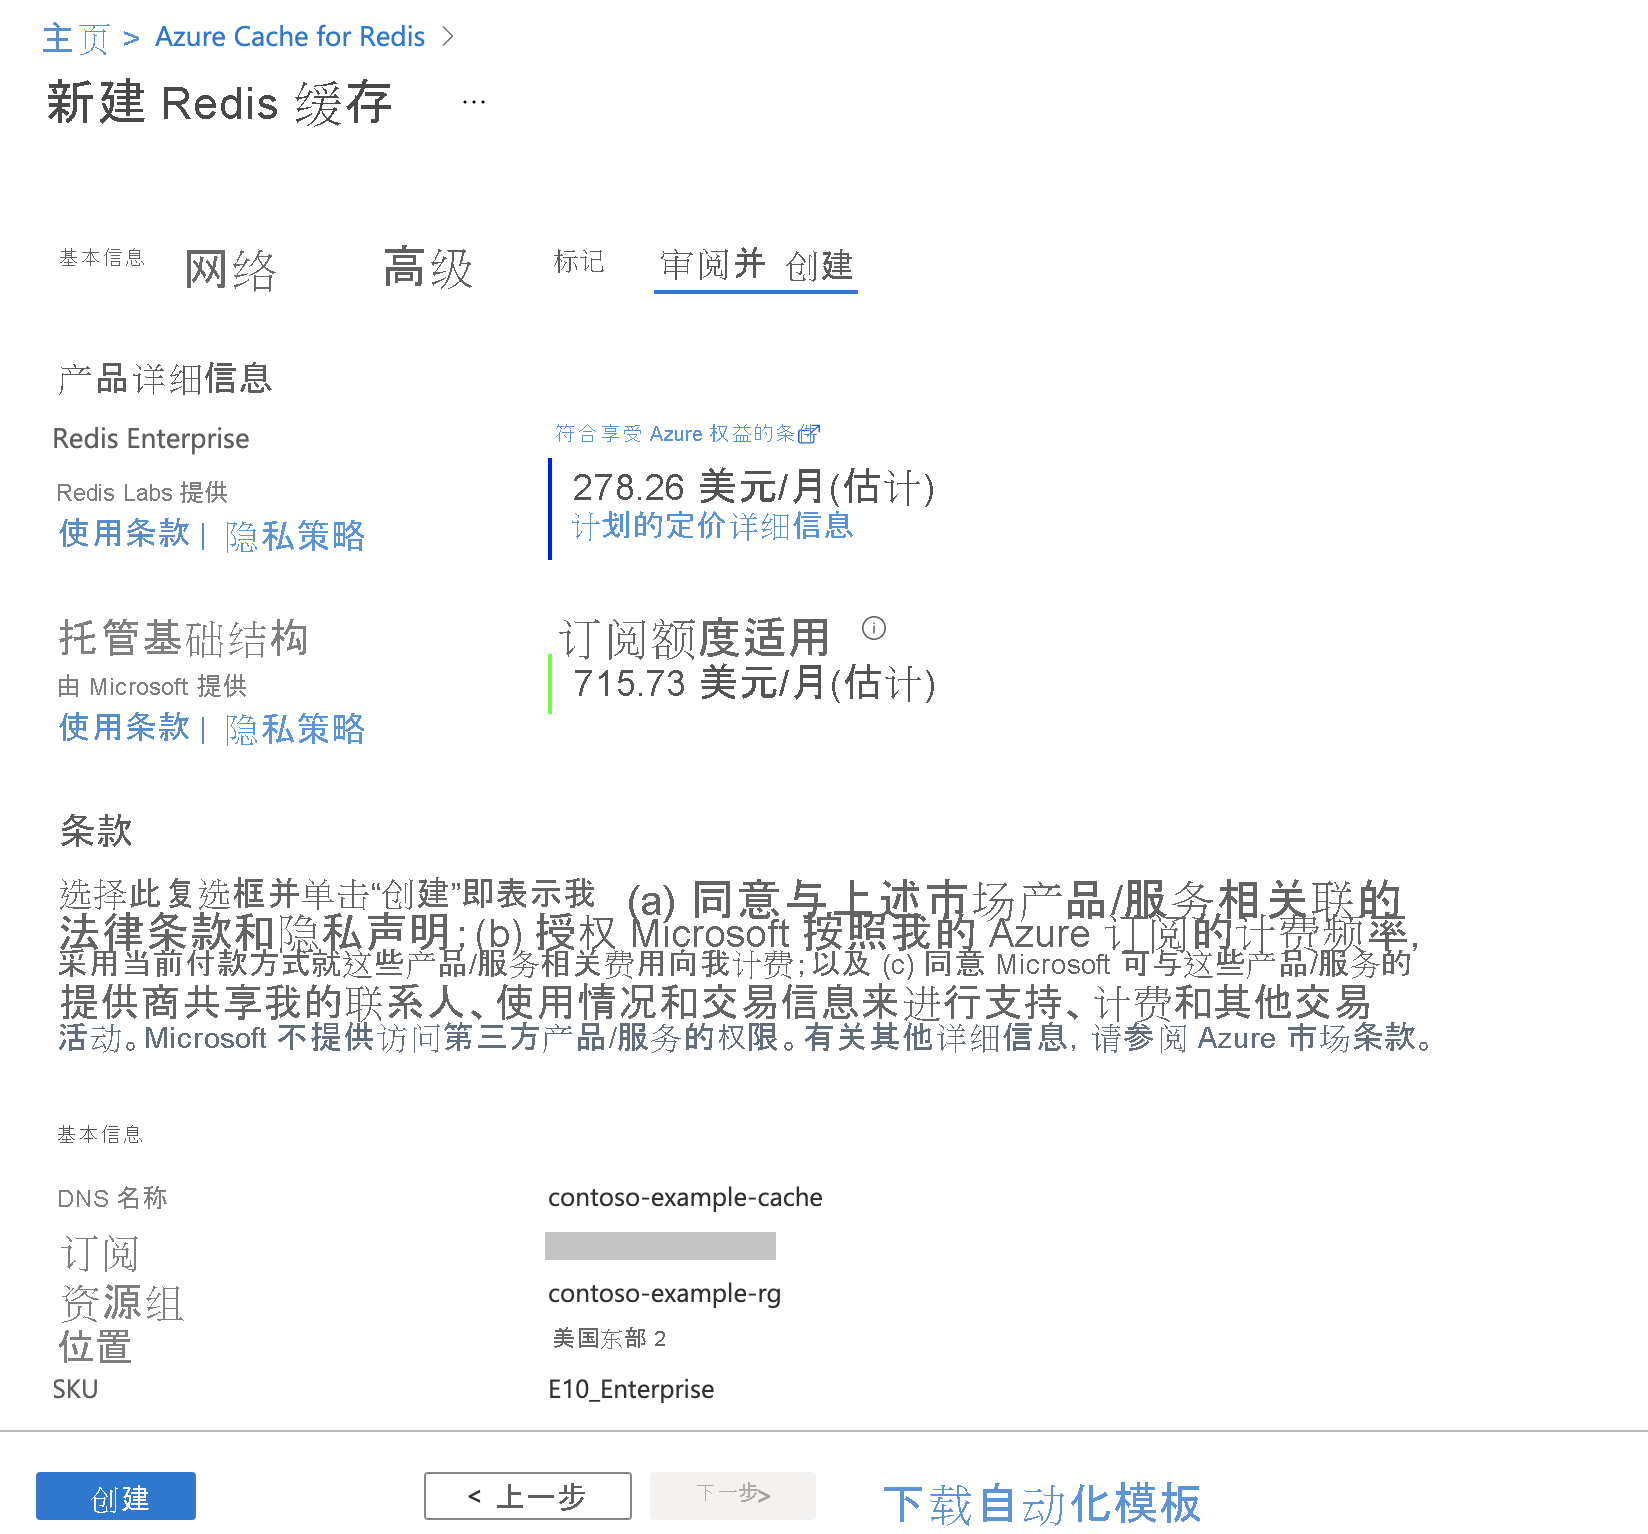 主页 > Azure Cache for Redis >
新建 Redis 缓存 ...
基本信息 网络 高级 标记 审阅并 创建
产品详细信息
Redis Enterprise
符合享受 Azure 权益的条件
Redis Labs 提供
278.26 美元/月(估计)
使用条款 | 隐私策略
计划的定价详细信息
托管基础结构
订阅额度适用
由 Microsoft 提供
715.73 美元/月(估计)
使用条款 | 隐私策略
条款
选择此复选框并单击“创建”即表示我 (a) 同意与上述市场产品/服务相关联的
法律条款和隐私声明; (b) 授权 Microsoft 按照我的 Azure 订阅的计费频率,
采用当前付款方式就这些产品/服务相关费用向我计费; 以及 (c) 同意 Microsoft 可与这些产品/服务的
提供商共享我的联系人、使用情况和交易信息来进行支持、计费和其他交易
活动。Microsoft 不提供访问第三方产品/服务的权限。有关其他详细信息, 请参阅 Azure 市场条款。
基本信息
DNS 名称 contoso-example-cache
订阅
资源组 contoso-example-rg
位置 美国东部 2
SKU E10_Enterprise
创建 < 上一步 下一步> 下载自动化模板